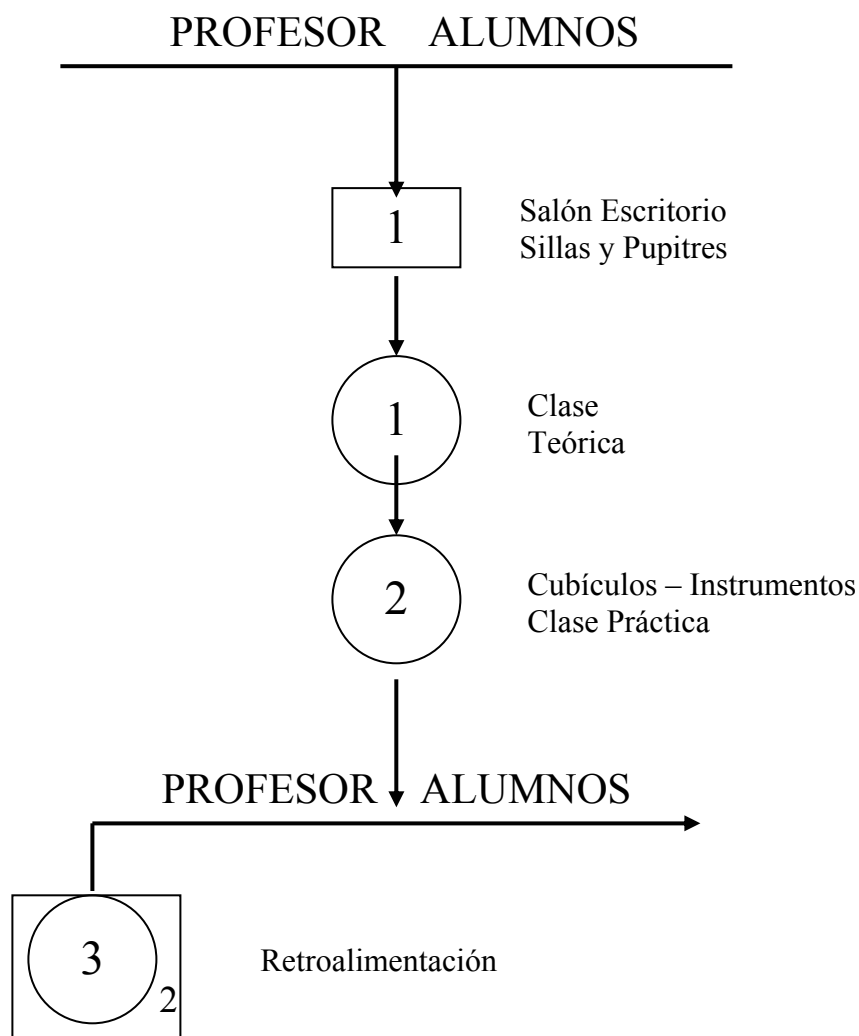 PROFESOR ALUMNOS
1
Salón Escritorio
Sillas y Pupitres
1
Clase
Teórica
2
Cubículos – Instrumentos
Clase Práctica
PROFESOR ALUMNOS
3
2
Retroalimentación